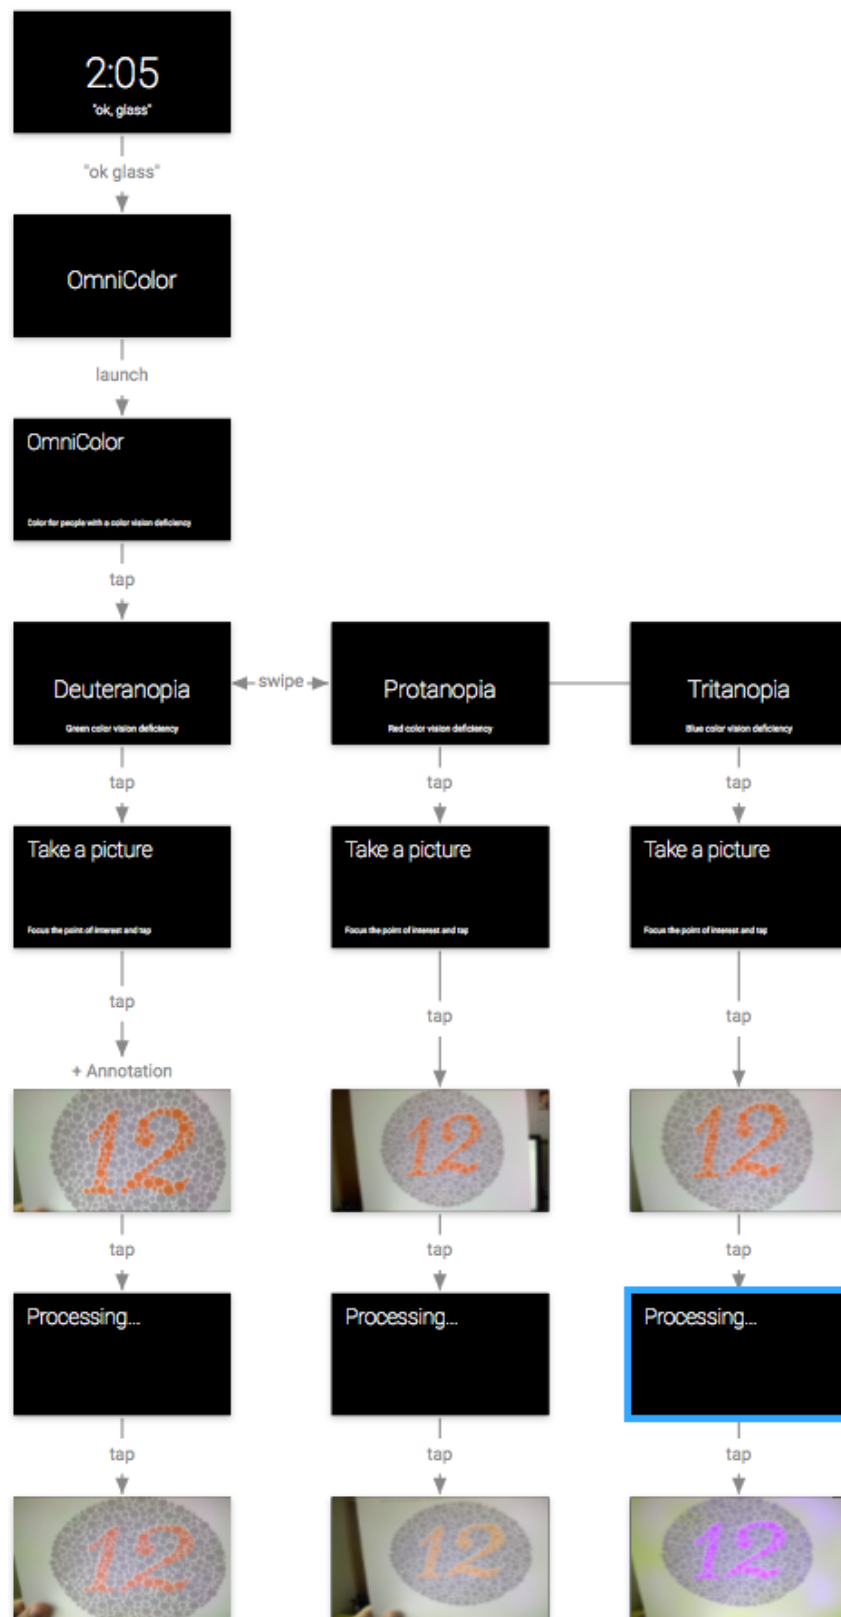 2:05
"ok, glass"
"ok glass"
OmniColor
launch
OmniColor
Color for people with a color vision deficiency
tap
Deuteranopia
Green color vision deficiency
swipe
Protanopia
Red color vision deficiency
Tritanopia
Blue color vision deficiency
tap
tap
tap
Take a picture
Focus the point of interest and tap
Take a picture
Focus the point of interest and tap
Take a picture
Focus the point of interest and tap
tap
tap
tap
+ Annotation
12
12
12
tap
tap
tap
Processing...
Processing...
Processing...
tap
tap
tap
12
12
12